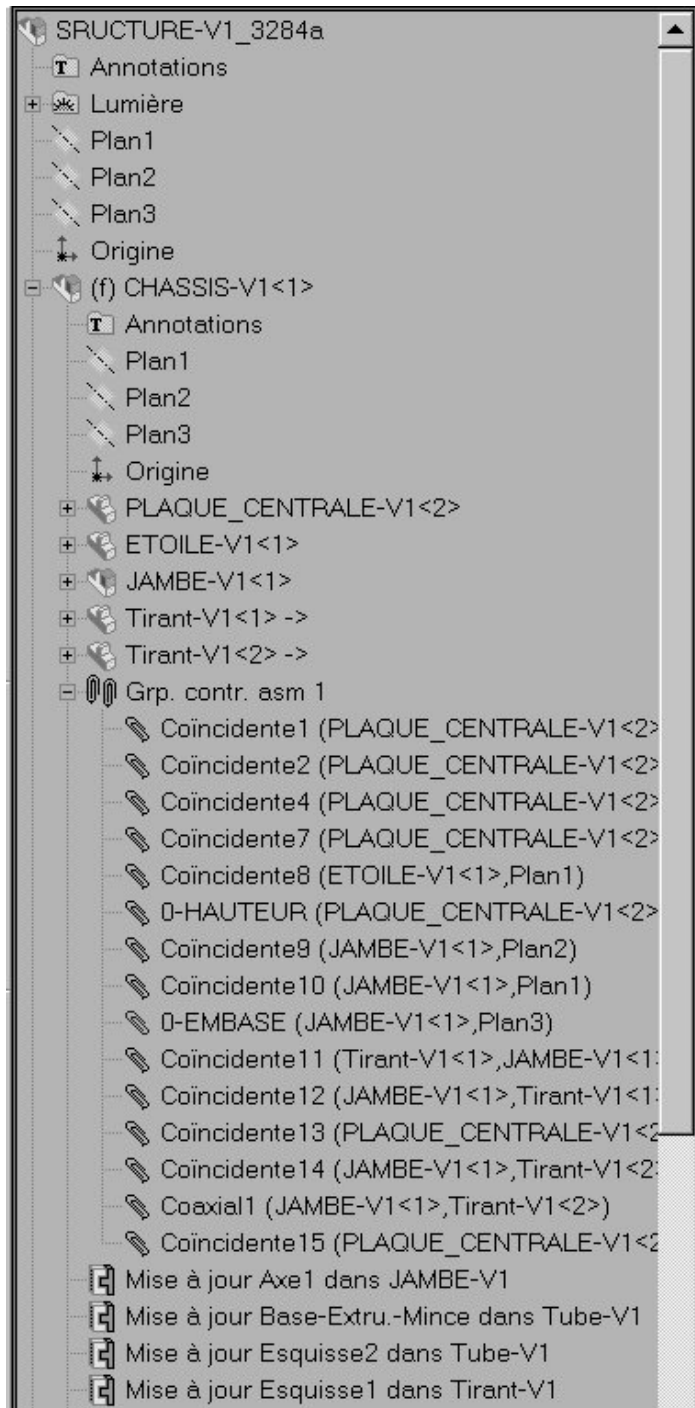 SRUCTURE-V1_3284a
Annotations
Lumière
Plan1
Plan2
Plan3
Origine
(f) CHASSIS-V1<1>
Annotations
Plan1
Plan2
Plan3
Origine
PLAQUE_CENTRALE-V1<2>
ETOILE-V1<1>
JAMBE-V1<1>
Tirant-V1<1> ->
Tirant-V1<2> ->
Grp. contr. asm 1
Coïncidente1 (PLAQUE_CENTRALE-V1<2>
Coïncidente2 (PLAQUE_CENTRALE-V1<2>
Coïncidente4 (PLAQUE_CENTRALE-V1<2>
Coïncidente7 (PLAQUE_CENTRALE-V1<2>
Coïncidente8 (ETOILE-V1<1>,Plan1)
0-HAUTEUR (PLAQUE_CENTRALE-V1<2>
Coïncidente9 (JAMBE-V1<1>,Plan2)
Coïncidente10 (JAMBE-V1<1>,Plan1)
0-EMBASE (JAMBE-V1<1>,Plan3)
Coïncidente11 (Tirant-V1<1>,JAMBE-V1<1>
Coïncidente12 (JAMBE-V1<1>,Tirant-V1<1>
Coïncidente13 (PLAQUE_CENTRALE-V1<2
Coïncidente14 (JAMBE-V1<1>,Tirant-V1<2>
Coaxial1 (JAMBE-V1<1>,Tirant-V1<2>)
Coïncidente15 (PLAQUE_CENTRALE-V1<2
Mise à jour Axe1 dans JAMBE-V1
Mise à jour Base-Extru.-Mince dans Tube-V1
Mise à jour Esquisse2 dans Tube-V1
Mise à jour Esquisse1 dans Tirant-V1